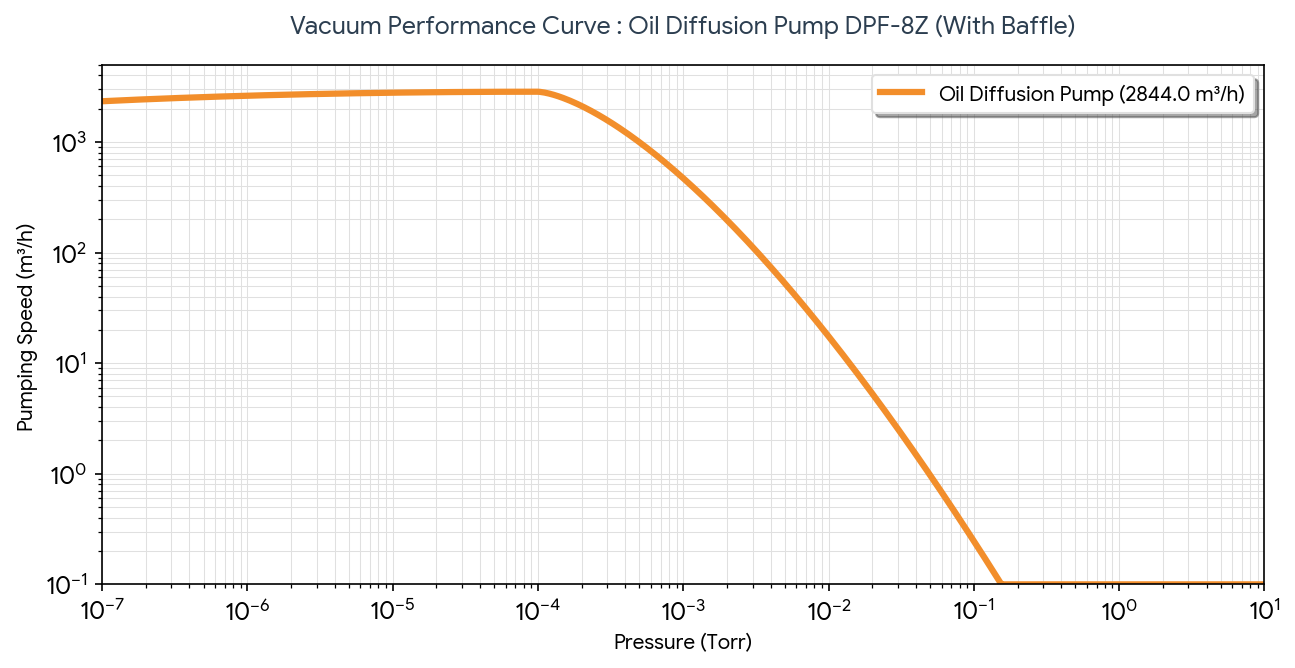 Vacuum Performance Curve : Oil Diffusion Pump DPF-8Z (With Baffle)
Oil Diffusion Pump (2844.0 m³/h)
Pumping Speed (m³/h)
10³
10²
10¹
10⁰
10⁻¹
10⁻⁷ 10⁻⁶ 10⁻⁵ 10⁻⁴ 10⁻³ 10⁻² 10⁻¹ 10⁰ 10¹
Pressure (Torr)